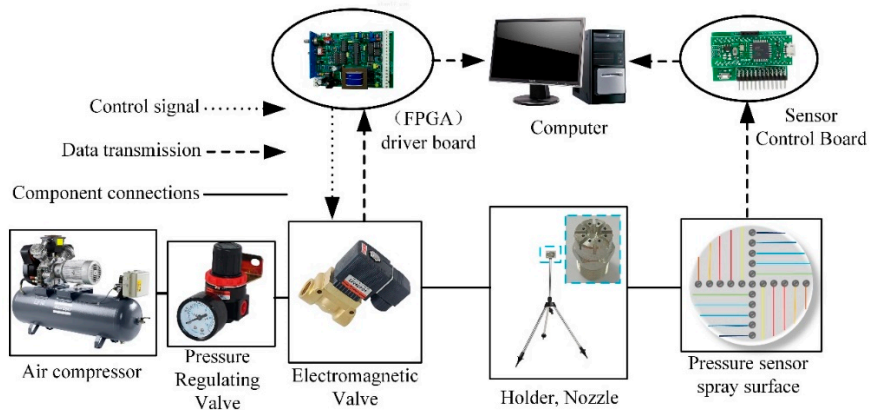 Control signal
Data transmission
Component connections
（FPGA）
driver board
Computer
Sensor
Control Board
Air compressor
Pressure
Regulating
Valve
Electromagnetic
Valve
Holder, Nozzle
Pressure sensor
spray surface